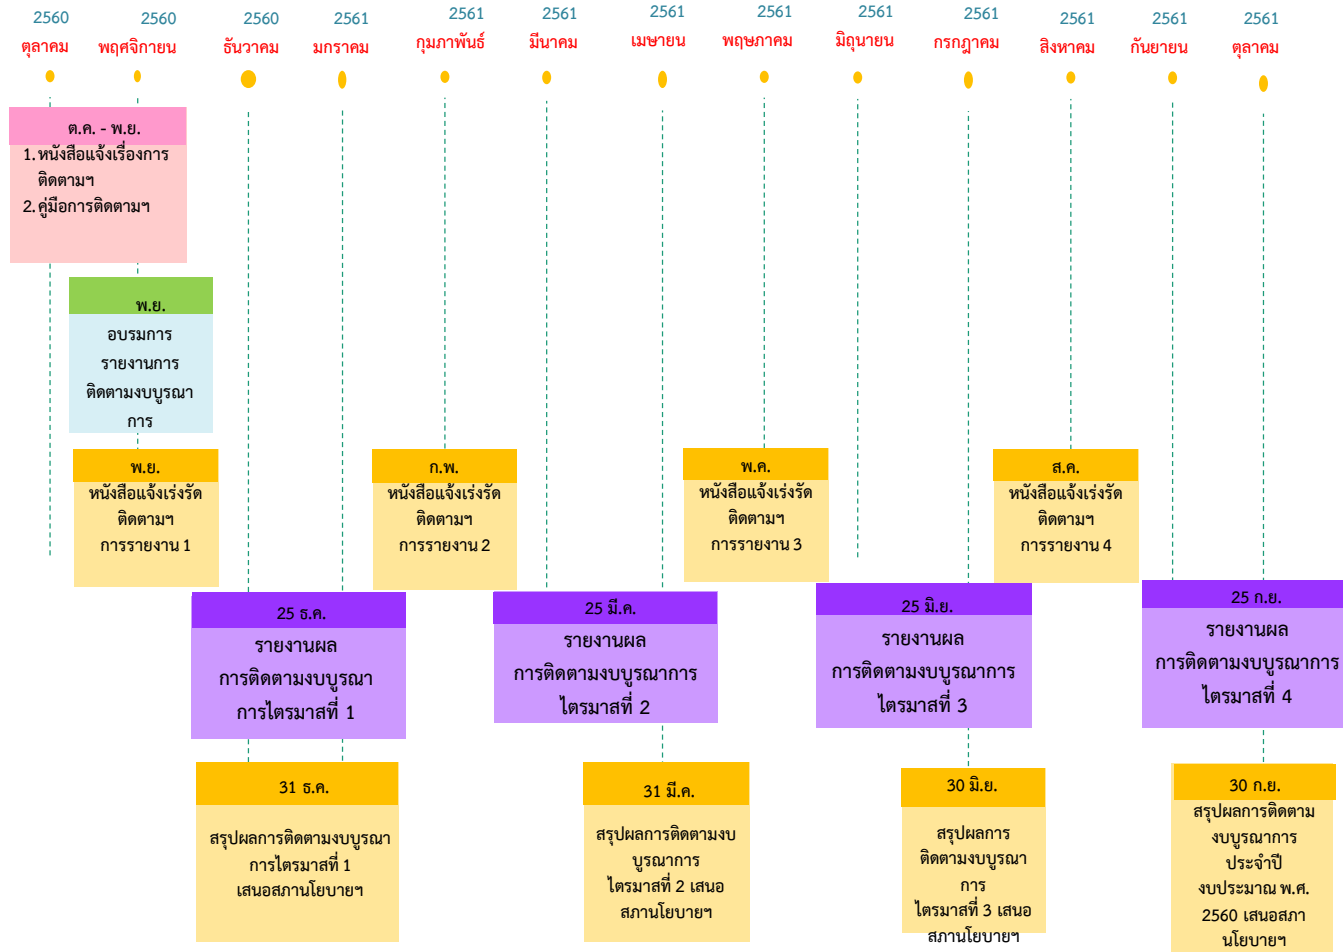 2560 2560 2560 2561 2561 2561 2561 2561 2561 2561 2561 2561 2561
ตุลาคม พฤศจิกายน ธันวาคม มกราคม กุมภาพันธ์ มีนาคม เมษายน พฤษภาคม มิถุนายน กรกฎาคม สิงหาคม กันยายน ตุลาคม
ต.ค. - พ.ย.
1. หนังสือแจ้งเรื่องการ
ติดตามฯ
2. คู่มือการติดตามฯ
พ.ย.
อบรมการ
รายงานการ
ติดตามงบบูรณา
การ
พ.ย.
หนังสือแจ้งเร่งรัด
ติดตามฯ
การรายงาน 1
ก.พ.
หนังสือแจ้งเร่งรัด
ติดตามฯ
การรายงาน 2
พ.ค.
หนังสือแจ้งเร่งรัด
ติดตามฯ
การรายงาน 3
ส.ค.
หนังสือแจ้งเร่งรัด
ติดตามฯ
การรายงาน 4
25 ธ.ค.
รายงานผล
การติดตามงบบูรณา
การไตรมาสที่ 1
25 มี.ค.
รายงานผล
การติดตามงบบูรณาการ
ไตรมาสที่ 2
25 มิ.ย.
รายงานผล
การติดตามงบบูรณาการ
ไตรมาสที่ 3
25 ก.ย.
รายงานผล
การติดตามงบบูรณาการ
ไตรมาสที่ 4
31 ธ.ค.
สรุปผลการติดตามงบบูรณา
การไตรมาสที่ 1
เสนอสภานโยบายฯ
31 มี.ค.
สรุปผลการติดตามงบ
บูรณาการ
ไตรมาสที่ 2 เสนอ
สภานโยบายฯ
30 มิ.ย.
สรุปผลการ
ติดตามงบบูรณา
การ
ไตรมาสที่ 3 เสนอ
สภานโยบายฯ
30 ก.ย.
สรุปผลการติดตาม
งบบูรณาการ
ประจำปี
งบประมาณ พ.ศ.
2560 เสนอสภา
นโยบายฯ